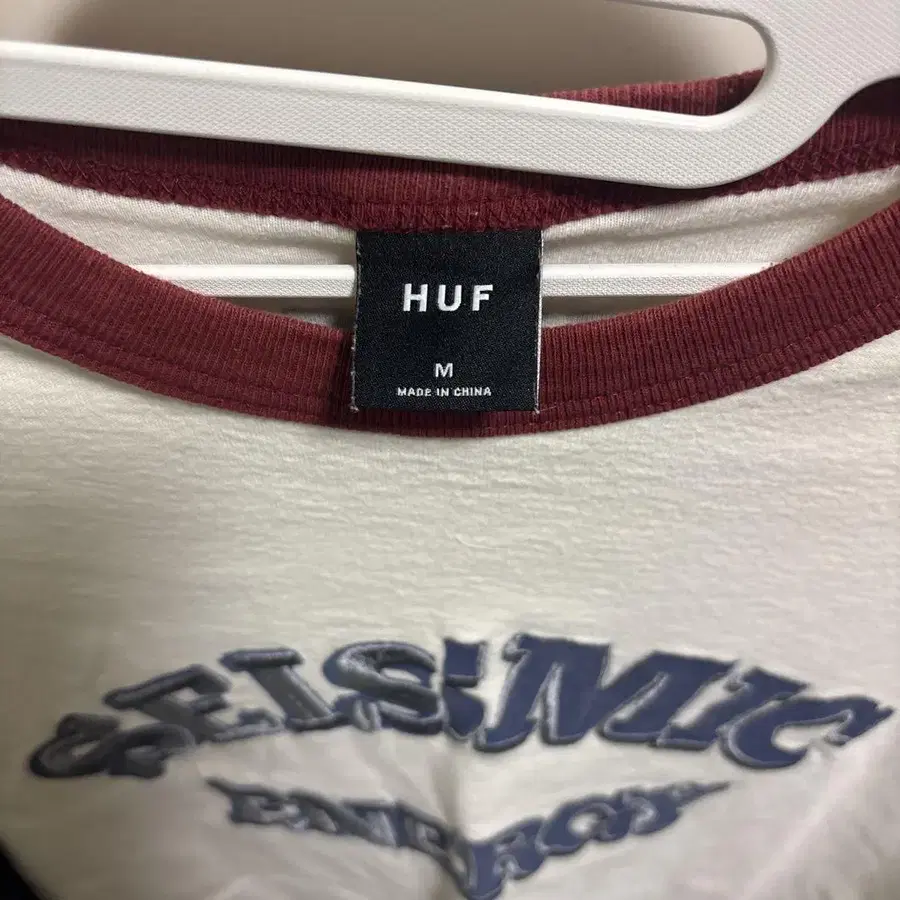 HUF
M
MADE IN CHINA
SEISMIC
ENERGY